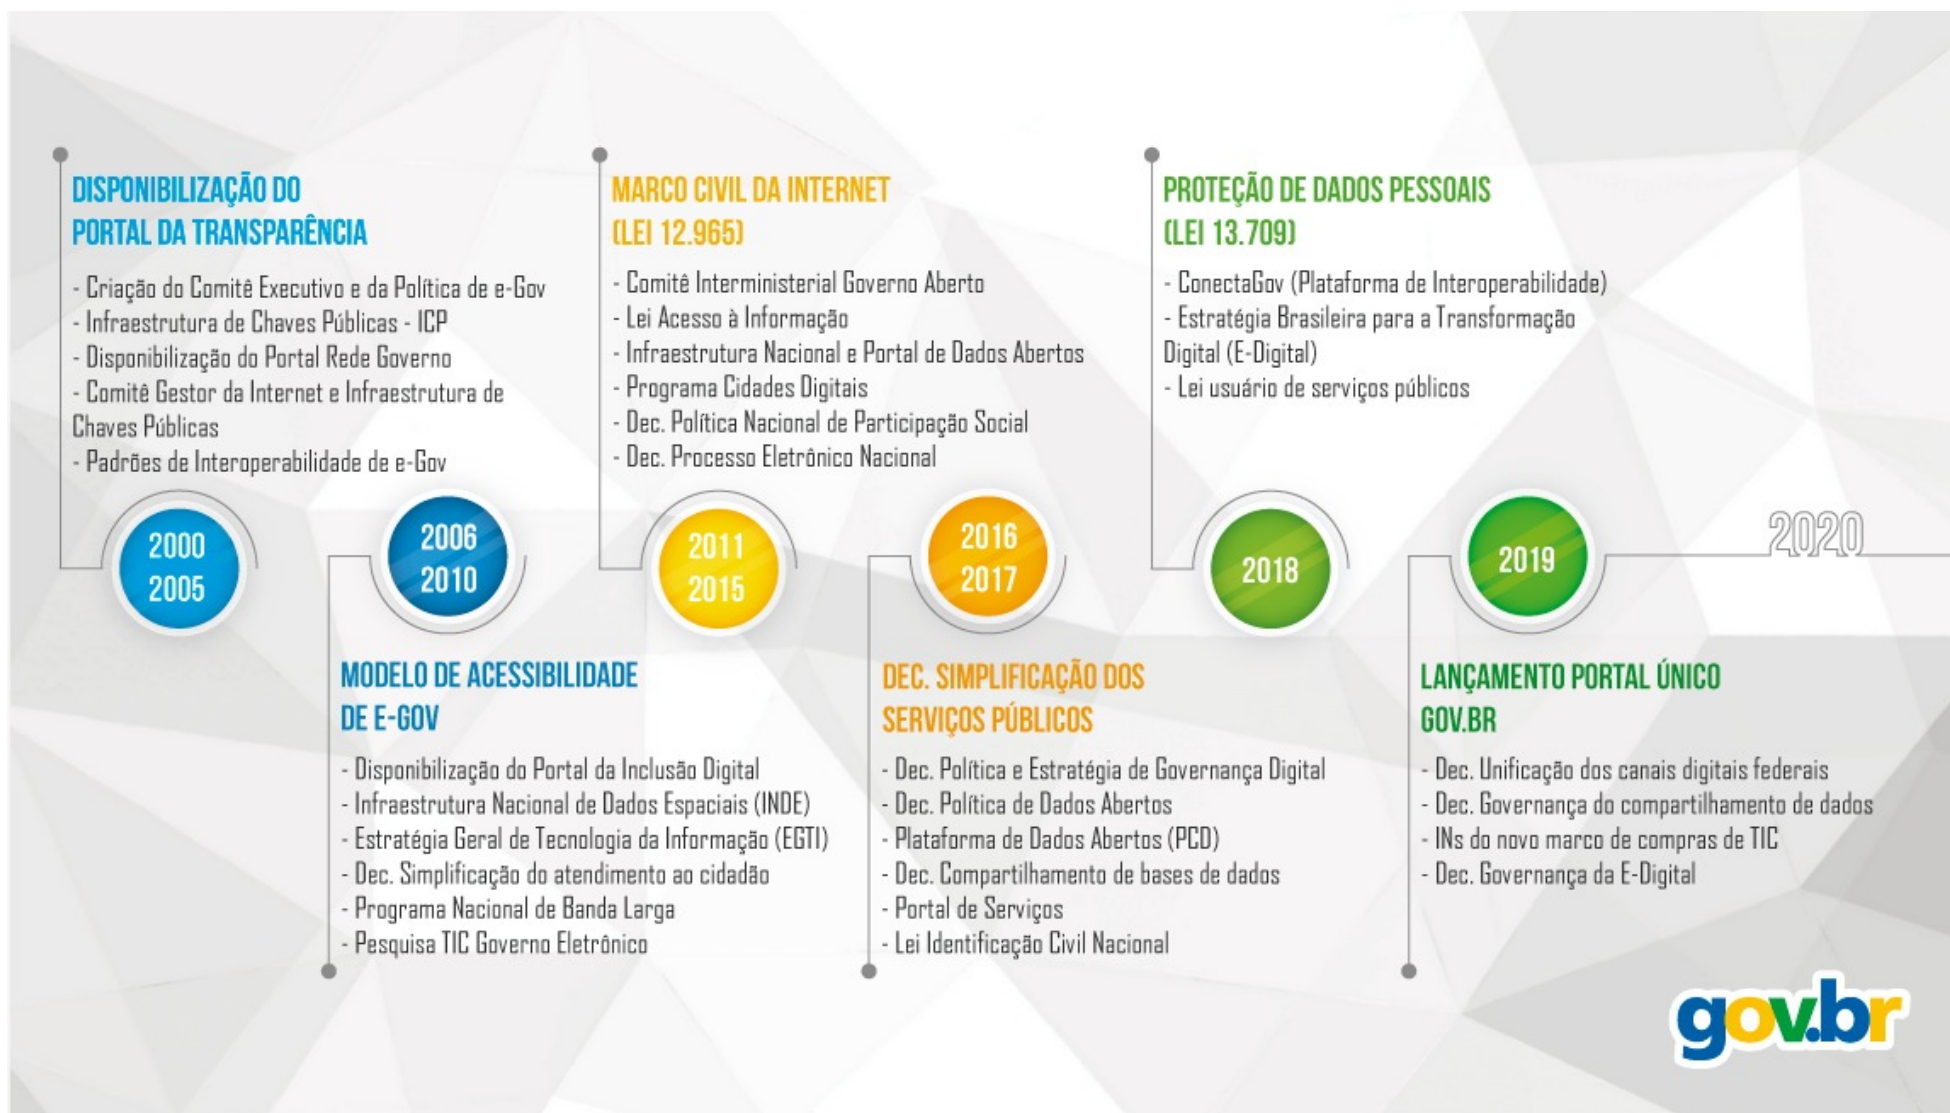 DISPONIBILIZAÇÃO DO
PORTAL DA TRANSPARÊNCIA
- Criação do Comitê Executivo e da Política de e-Gov
- Infraestrutura de Chaves Públicas - ICP
- Disponibilização do Portal Rede Governo
- Comitê Gestor da Internet e Infraestrutura de
Chaves Públicas
- Padrões de Interoperabilidade de e-Gov
2000
2005
2006
2010
MODELO DE ACESSIBILIDADE
DE E-GOV
- Disponibilização do Portal da Inclusão Digital
- Infraestrutura Nacional de Dados Espaciais (INDE)
- Estratégia Geral de Tecnologia da Informação (EGTI)
- Dec. Simplificação do atendimento ao cidadão
- Programa Nacional de Banda Larga
- Pesquisa TIC Governo Eletrônico
MARCO CIVIL DA INTERNET
(LEI 12.965)
- Comitê Interministerial Governo Aberto
- Lei Acesso à Informação
- Infraestrutura Nacional e Portal de Dados Abertos
- Programa Cidades Digitais
- Dec. Política Nacional de Participação Social
- Dec. Processo Eletrônico Nacional
2011
2015
2016
2017
DEC. SIMPLIFICAÇÃO DOS
SERVIÇOS PÚBLICOS
- Dec. Política e Estratégia de Governança Digital
- Dec. Política de Dados Abertos
- Plataforma de Dados Abertos (PCD)
- Dec. Compartilhamento de bases de dados
- Portal de Serviços
- Lei Identificação Civil Nacional
PROTEÇÃO DE DADOS PESSOAIS
(LEI 13.709)
- ConectaGov (Plataforma de Interoperabilidade)
- Estratégia Brasileira para a Transformação
Digital (E-Digital)
- Lei usuário de serviços públicos
2018
2019
LANÇAMENTO PORTAL ÚNICO
GOV.BR
- Dec. Unificação dos canais digitais federais
- Dec. Governança do compartilhamento de dados
- INs do novo marco de compras de TIC
- Dec. Governança da E-Digital
2020
gov.br